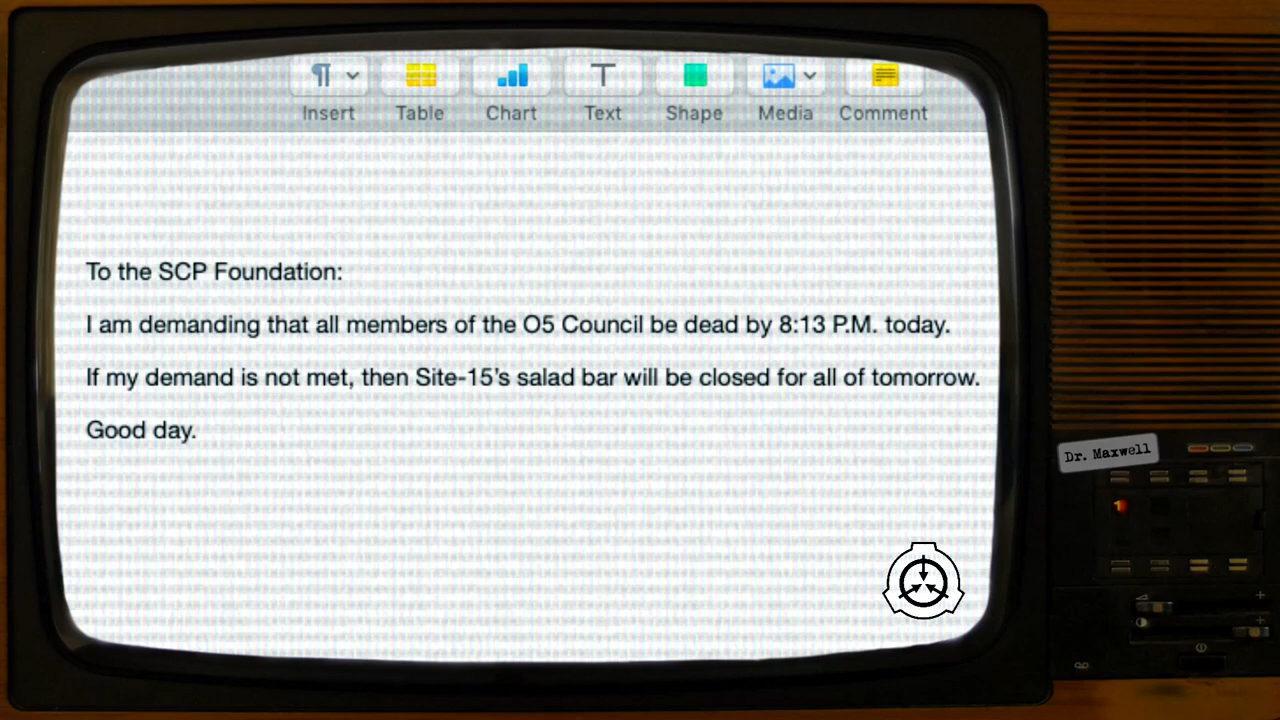 Insert Table Chart Text Shape Media Comment
To the SCP Foundation:
I am demanding that all members of the O5 Council be dead by 8:13 P.M. today.
If my demand is not met, then Site-15’s salad bar will be closed for all of tomorrow.
Good day.
Dr. Maxwell